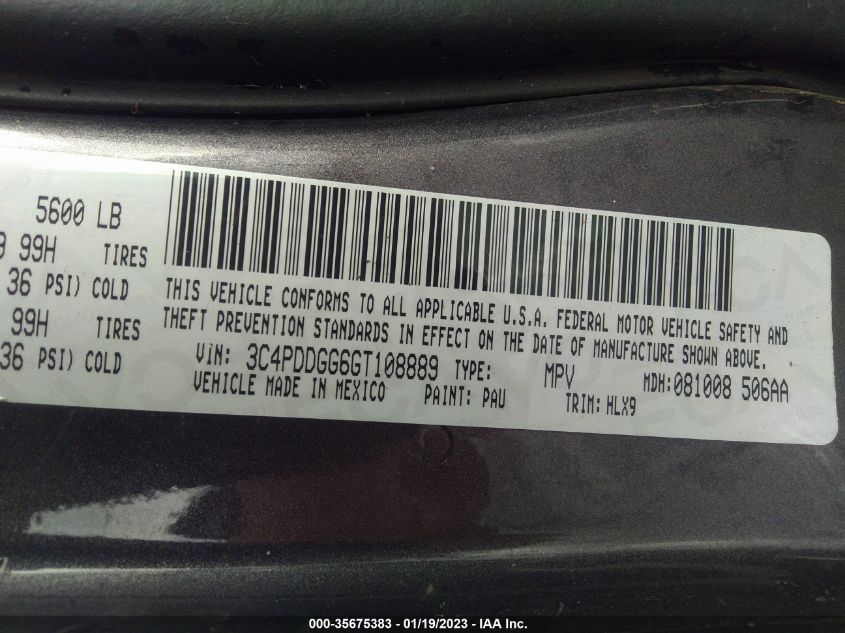 5600 LB
99H TIRES
36 PSI) COLD
99H TIRES
36 PSI) COLD
THIS VEHICLE CONFORMS TO ALL APPLICABLE U.S.A. FEDERAL MOTOR VEHICLE SAFETY AND
THEFT PREVENTION STANDARDS IN EFFECT ON THE DATE OF MANUFACTURE SHOWN ABOVE.
VIN: 3C4PDDGG6GT108889 TYPE: MPV MDH:081008 506AA
VEHICLE MADE IN MEXICO PAINT: PAU TRIM: HLX9
000-35675383 - 01/19/2023 - IAA Inc.